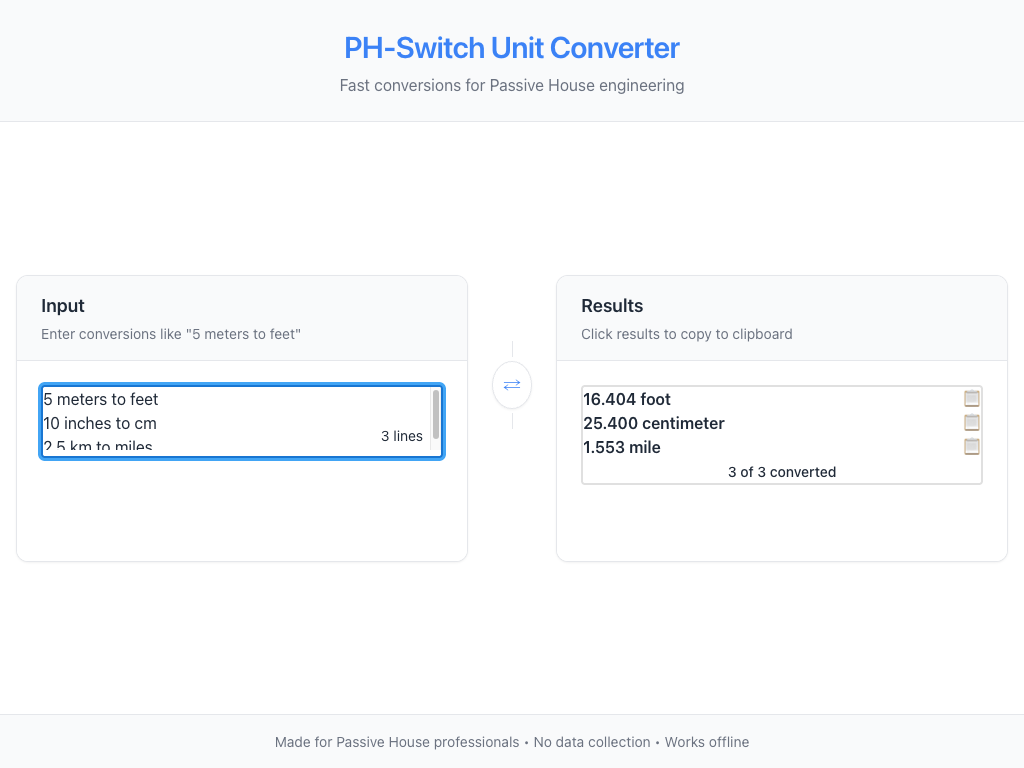 PH-Switch Unit Converter
Fast conversions for Passive House engineering
Input
Enter conversions like "5 meters to feet"
5 meters to feet
10 inches to cm
2.5 km to miles
3 lines
⇄
Results
Click results to copy to clipboard
16.404 foot
25.400 centimeter
1.553 mile
3 of 3 converted
Made for Passive House professionals • No data collection • Works offline